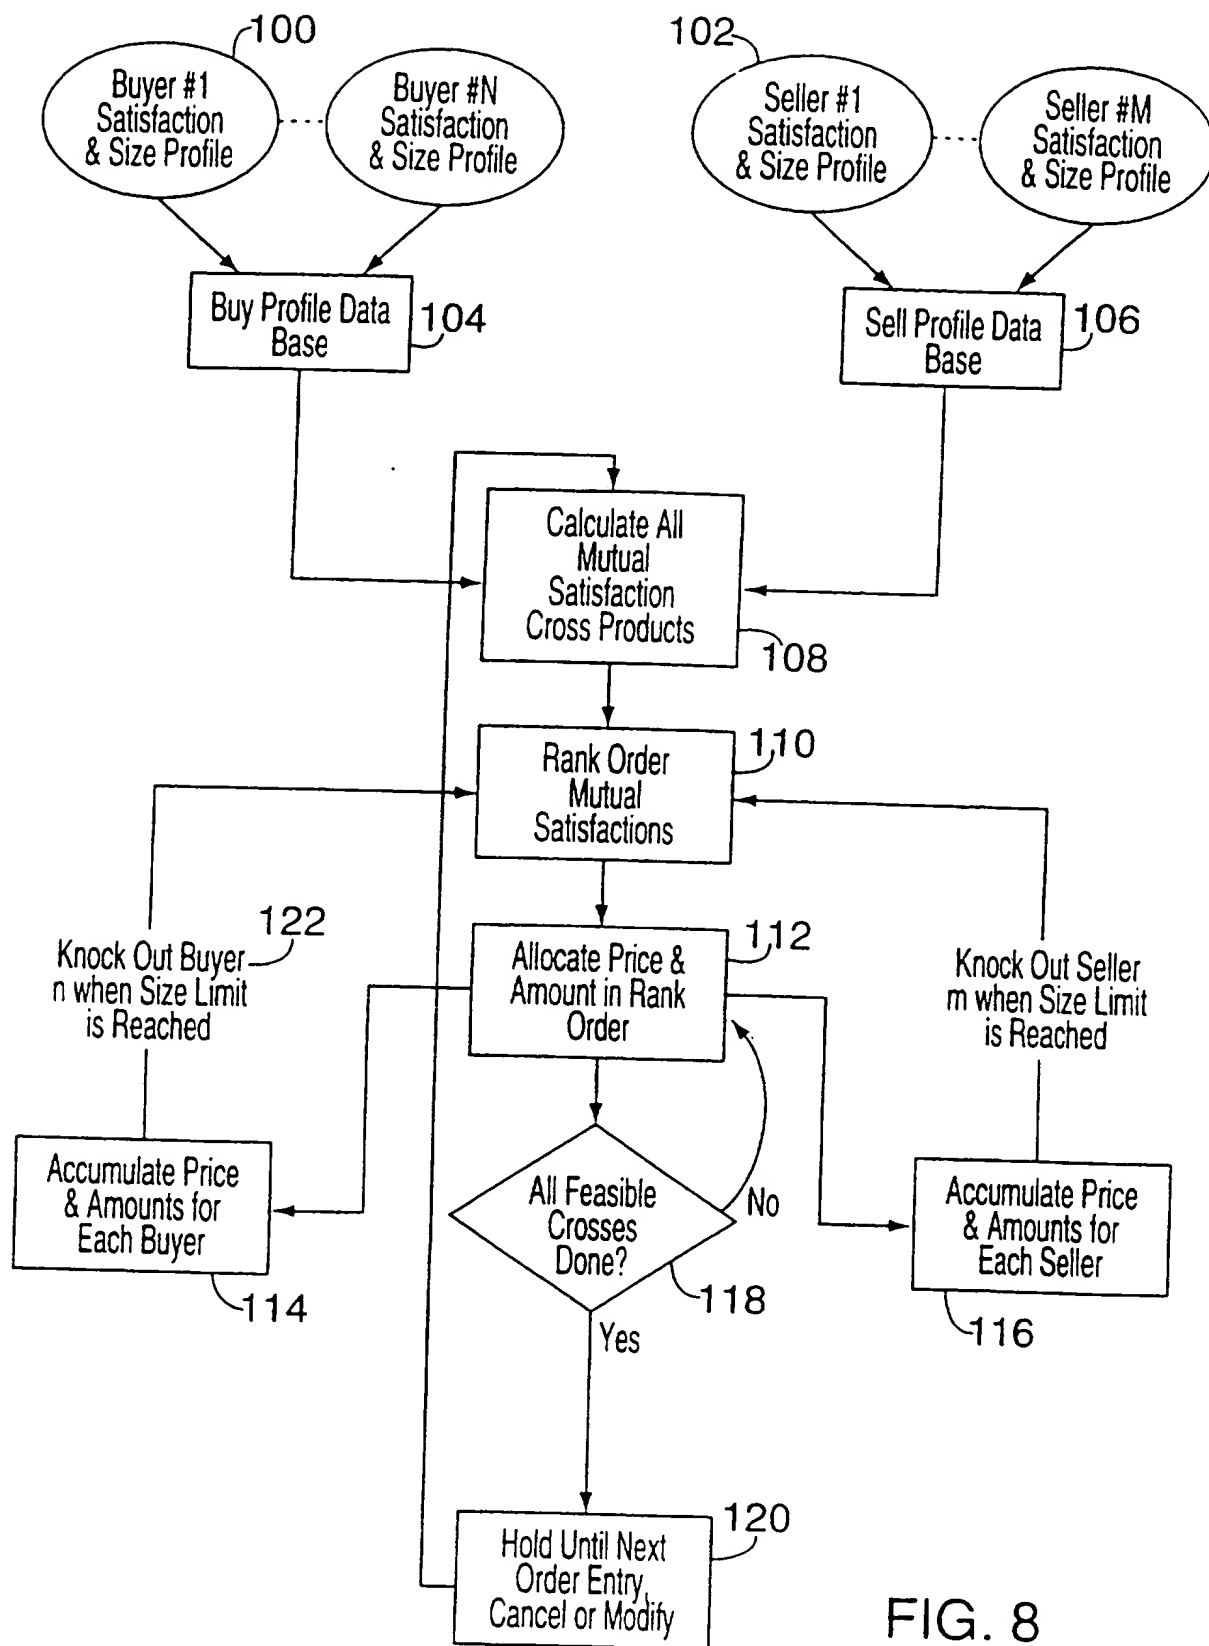 100
102
Buyer #1
Satisfaction
& Size Profile
Buyer #N
Satisfaction
& Size Profile
Seller #1
Satisfaction
& Size Profile
Seller #M
Satisfaction
& Size Profile
Buy Profile Data
Base
104
Sell Profile Data
Base
106
Calculate All
Mutual
Satisfaction
Cross Products
108
Rank Order
Mutual
Satisfactions
110
Knock Out Buyer
n when Size Limit
is Reached
122
Allocate Price &
Amount in Rank
Order
112
Knock Out Seller
m when Size Limit
is Reached
Accumulate Price
& Amounts for
Each Buyer
114
All Feasible
Crosses
Done?
No
118
Yes
Accumulate Price
& Amounts for
Each Seller
116
Hold Until Next
Order Entry,
Cancel or Modify
120
FIG. 8